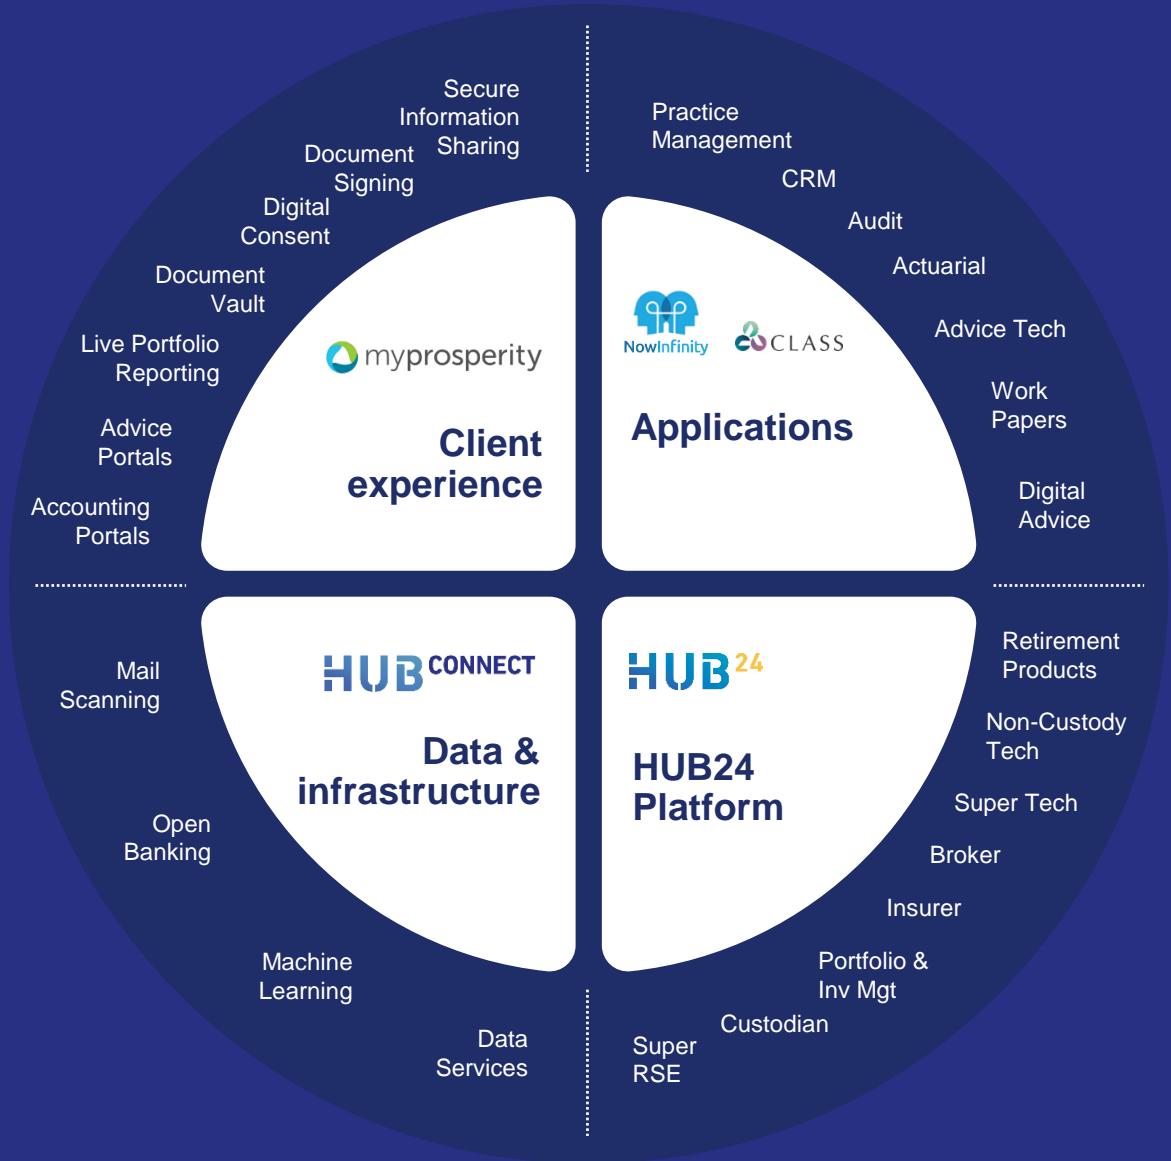 Secure
Information
Sharing
Document
Signing
Digital
Consent
Document
Vault
Live Portfolio
Reporting
Advice
Portals
Accounting
Portals
Practice
Management
CRM
Audit
Actuarial
Advice Tech
Work
Papers
Digital
Advice
myprosperity
Client
experience
NowInfinity
CLASS
Applications
HUB CONNECT
Data &
infrastructure
HUB24
HUB24
Platform
Mail
Scanning
Open
Banking
Machine
Learning
Data
Services
Retirement
Products
Non-Custody
Tech
Super Tech
Broker
Insurer
Portfolio &
Inv Mgt
Custodian
Super
RSE